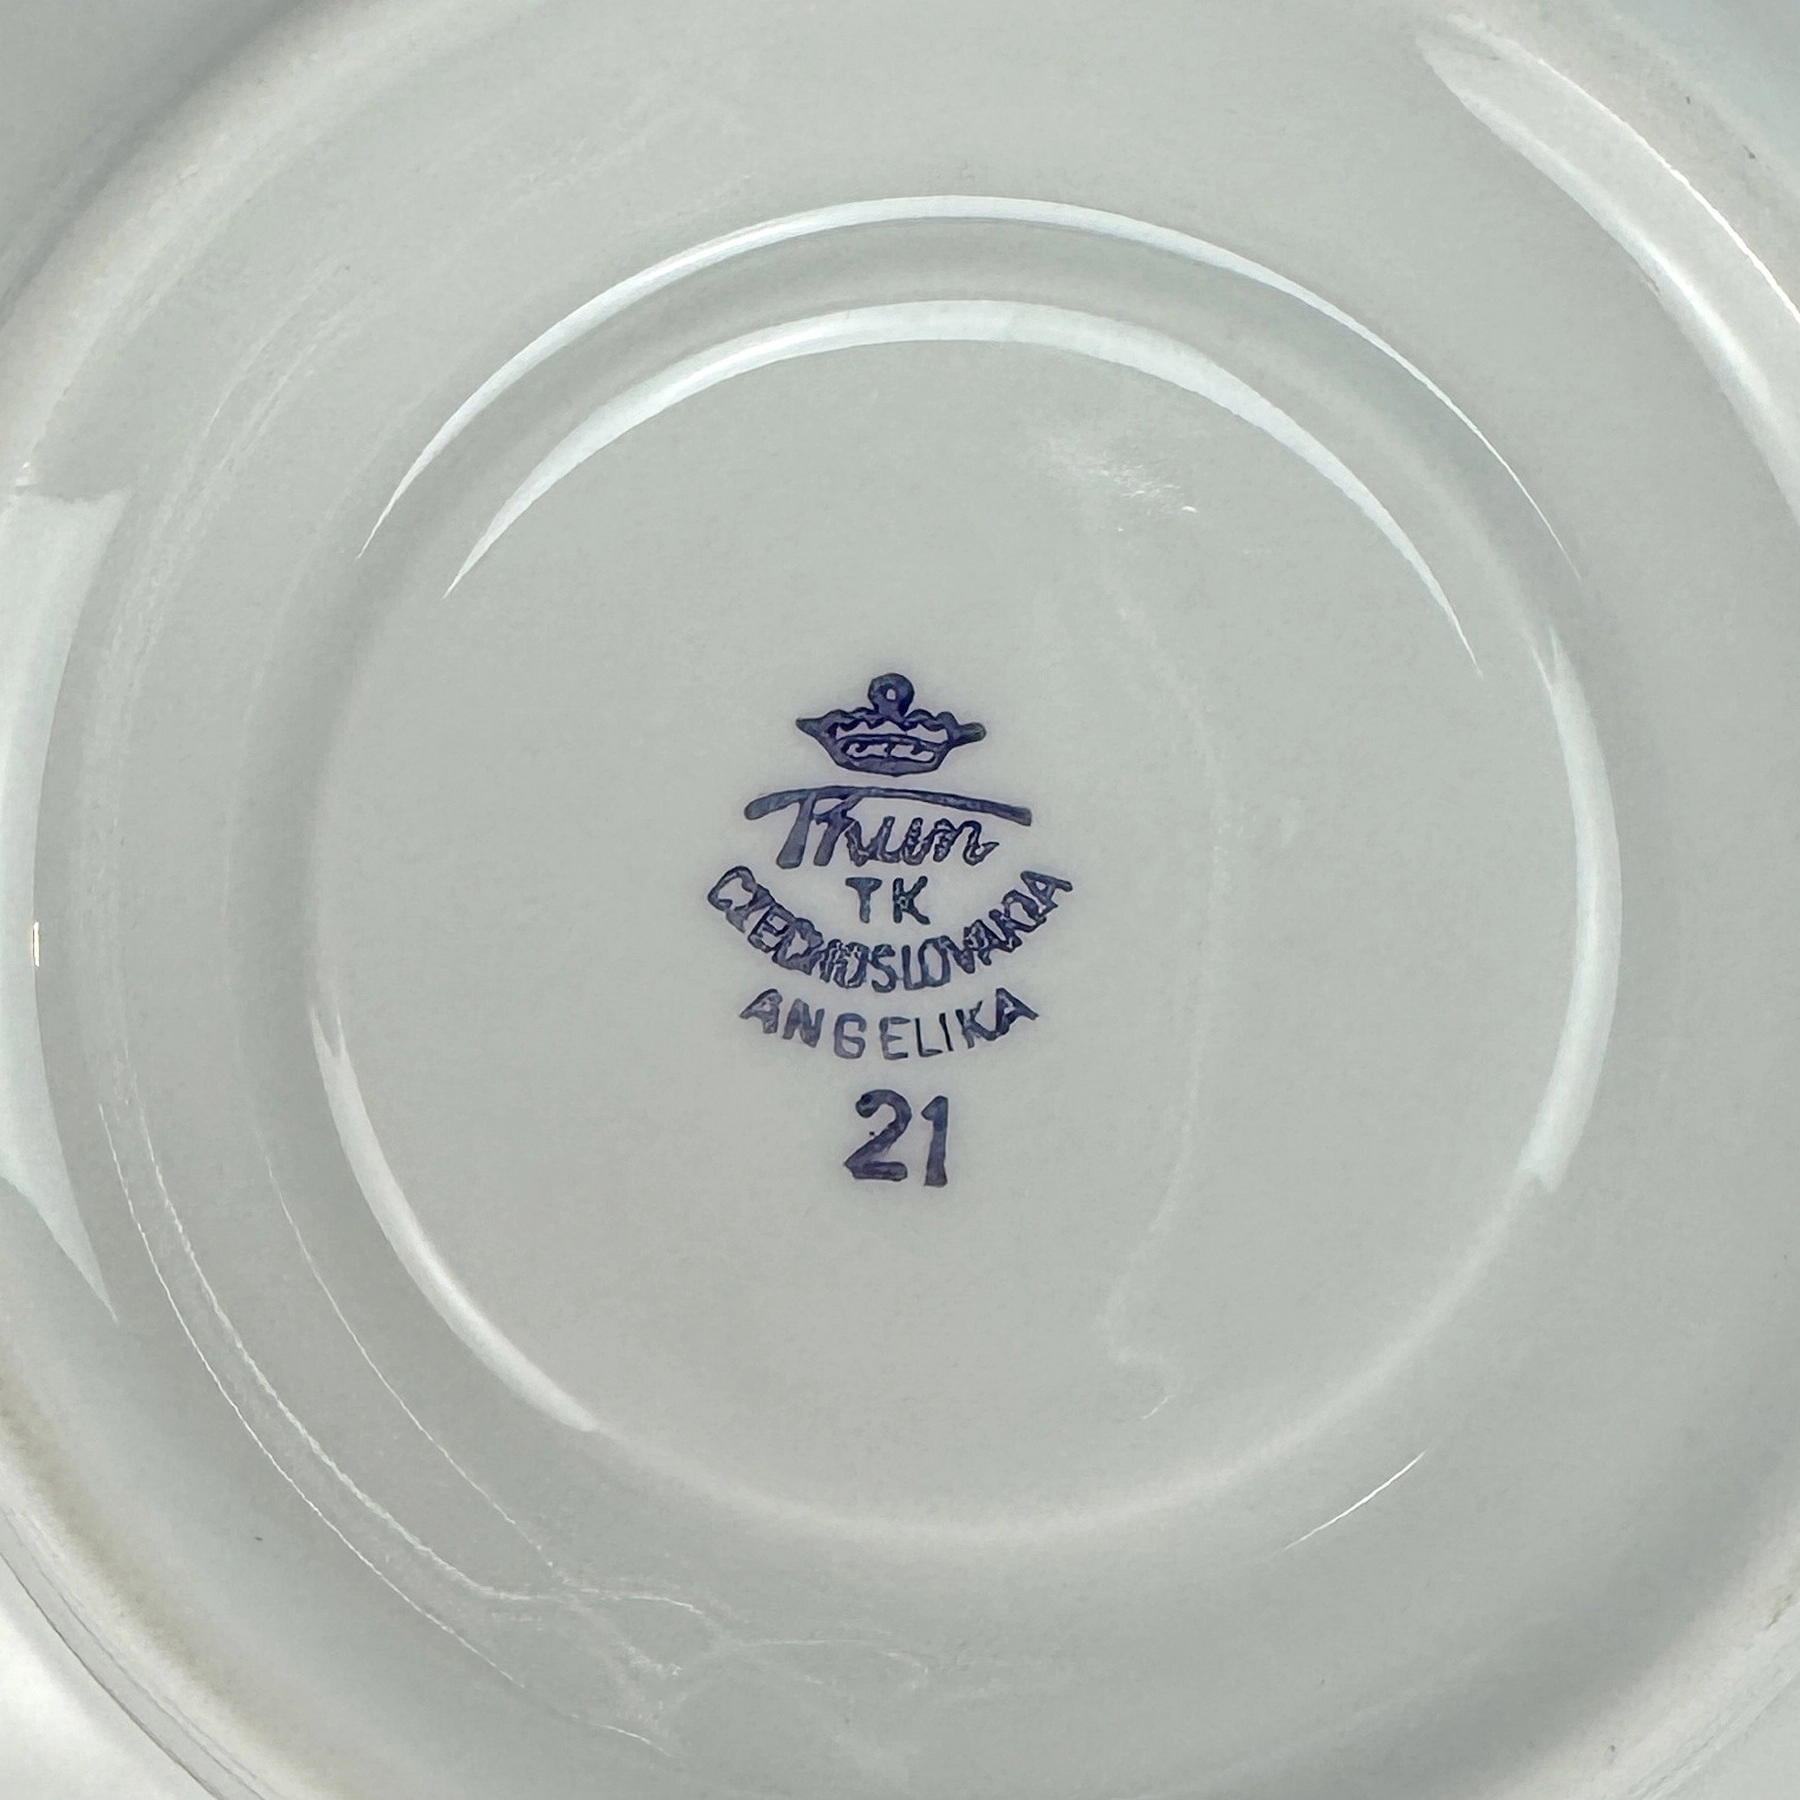 Thun
TK
CZECHOSLOVAKIA
ANGELIKA
21